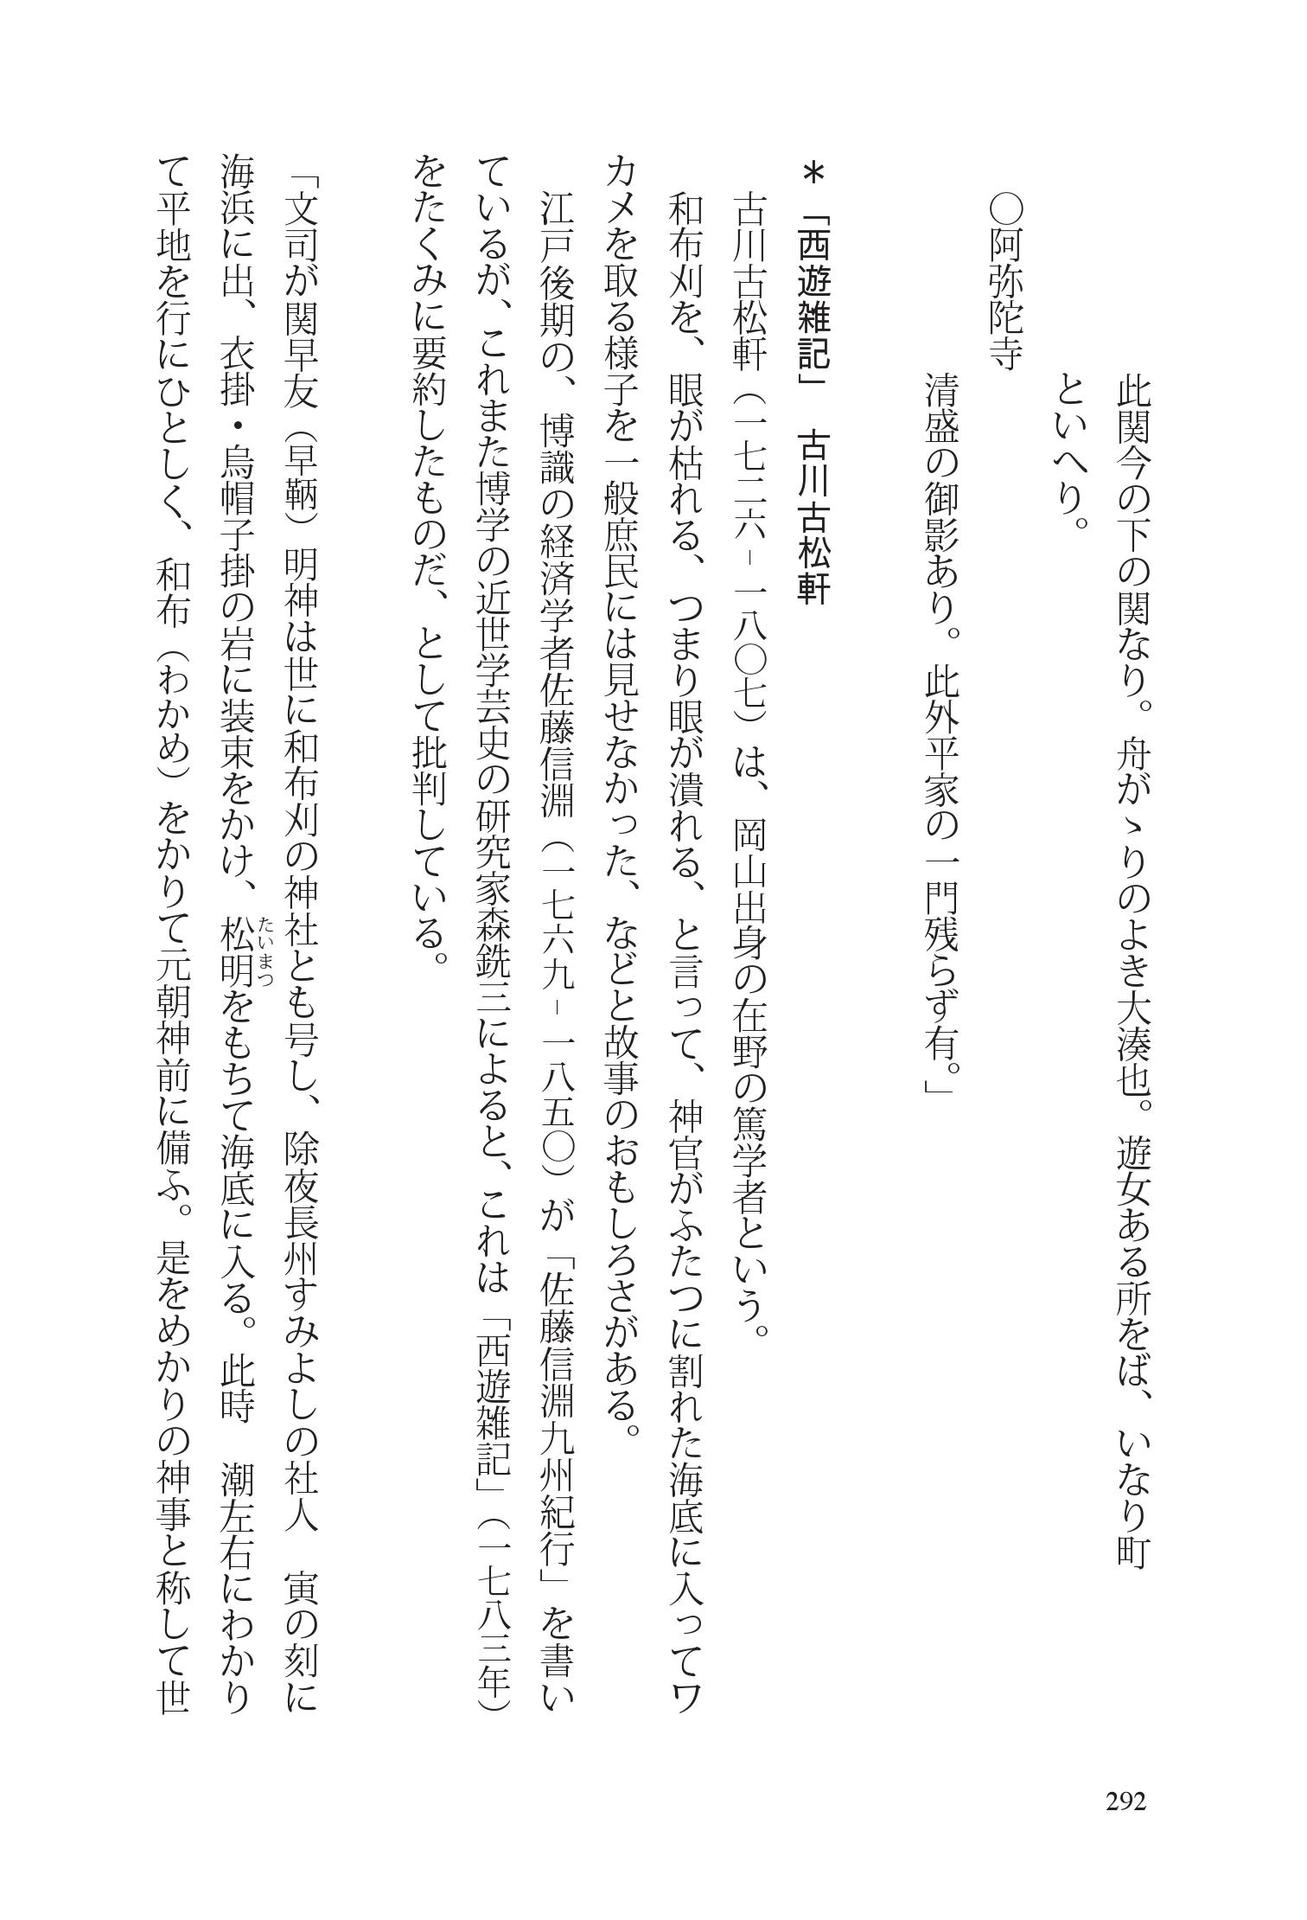 此関今の下の関なり。舟がゝりのよき大湊也。遊女ある所をば、いなり町
といへり。
〇阿弥陀寺
清盛の御影あり。此外平家の一門残らず有。」
＊「西遊雑記」　古川古松軒
古川古松軒（一七二六－一八〇七）は、岡山出身の在野の篤学者という。
和布刈を、眼が枯れる、つまり眼が潰れる、と言って、神官がふたつに割れた海底に入ってワ
カメを取る様子を一般庶民には見せなかった、などと故事のおもしろさがある。
江戸後期の、博識の経済学者佐藤信淵（一七六九－一八五〇）が「佐藤信淵九州紀行」を書い
ているが、これまた博学の近世学芸史の研究家森銑三によると、これは「西遊雑記」（一七八三年）
をたくみに要約したものだ、として批判している。
「文司が関早友（早鞆）明神は世に和布刈の神社とも号し、除夜長州すみよしの社人　寅の刻に
海浜に出、衣掛・烏帽子掛の岩に装束をかけ、松明をもちて海底に入る。此時　潮左右にわかり
たいまつ
て平地を行にひとしく、和布（わかめ）をかりて元朝神前に備ふ。是をめかりの神事と称して世
292